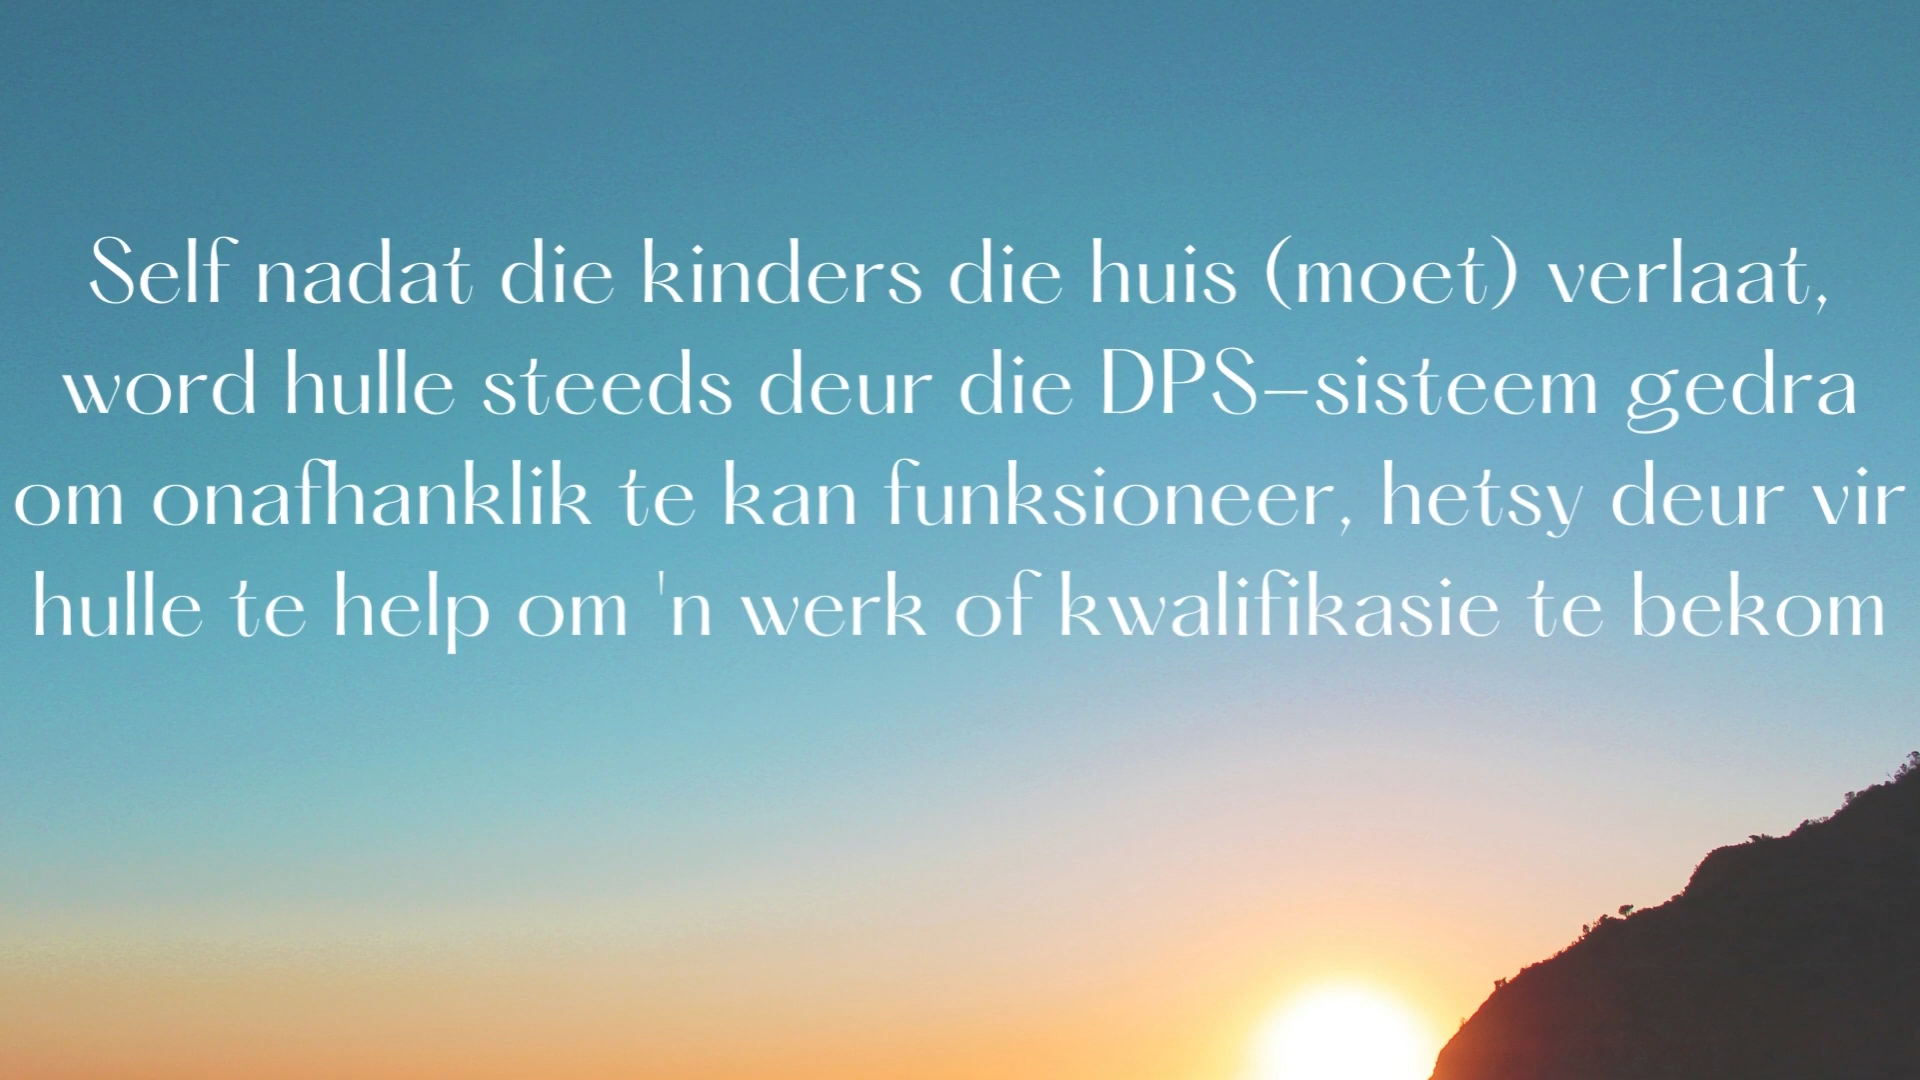 Self nadat die kinders die huis (moet) verlaat,
word hulle steeds deur die DPS-sisteem gedra
om onafhanklik te kan funksioneer, hetsy deur vir
hulle te help om 'n werk of kwalifikasie te bekom